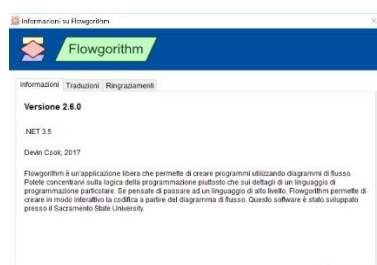 Informazioni su Flowgorithm
Flowgorithm
Informazioni Traduzioni Ringraziamenti
Versione 2.6.0
.NET 3.5
Devin Cook, 2017
Flowgorithm è un'applicazione libera che permette di creare programmi utilizzando diagrammi di flusso.
Potete concentrarvi sulla logica della programmazione piuttosto che sui dettagli di un linguaggio di
programmazione particolare. Se pensate di passare ad un linguaggio di alto livello, Flowgorithm permette di
creare in modo interattivo la codifica a partire del diagramma di flusso. Questo software è stato sviluppato
presso il Sacramento State University.